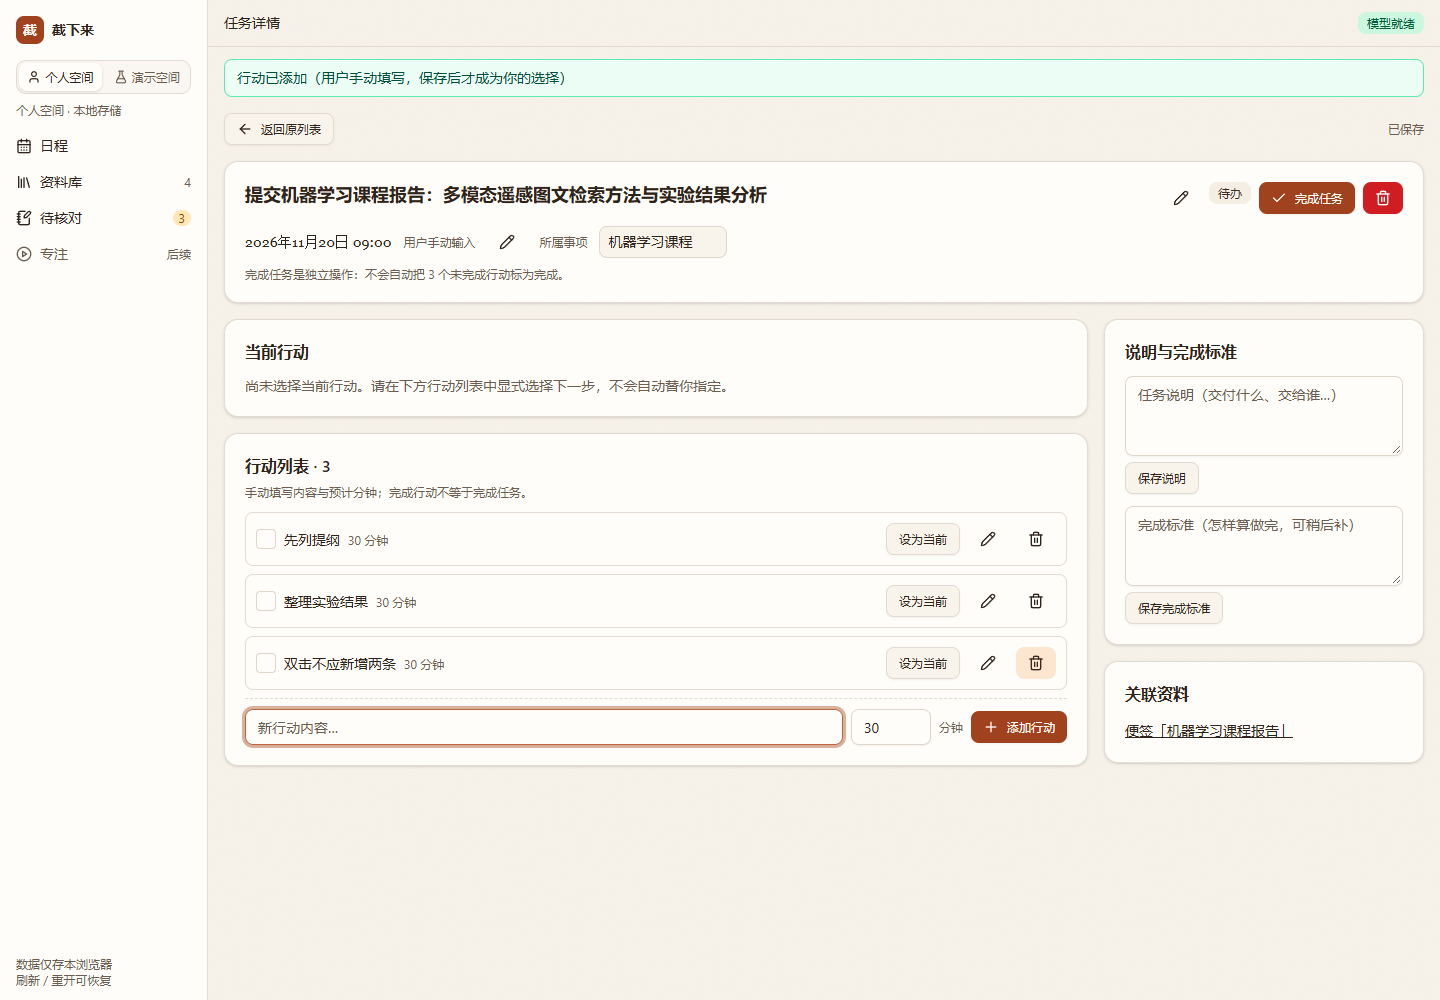 截 截下来
个人空间 演示空间
个人空间 · 本地存储
日程
资料库 4
待核对 3
专注 后续
数据仅存本浏览器
刷新 / 重开可恢复
任务详情 模型就绪
行动已添加（用户手动填写，保存后才成为你的选择）
返回原列表 已保存
提交机器学习课程报告：多模态遥感图文检索方法与实验结果分析 待办 完成任务
2026年11月20日 09:00 用户手动输入 所属事项 机器学习课程
完成任务是独立操作：不会自动把 3 个未完成行动标为完成。
当前行动
尚未选择当前行动。请在下方行动列表中显式选择下一步，不会自动替你指定。
行动列表 · 3
手动填写内容与预计分钟；完成行动不等于完成任务。
先列提纲 30 分钟 设为当前
整理实验结果 30 分钟 设为当前
双击不应新增两条 30 分钟 设为当前
新行动内容... 30 分钟 添加行动
说明与完成标准
任务说明（交付什么、交给谁...）
保存说明
完成标准（怎样算做完，可稍后补）
保存完成标准
关联资料
便签「机器学习课程报告」